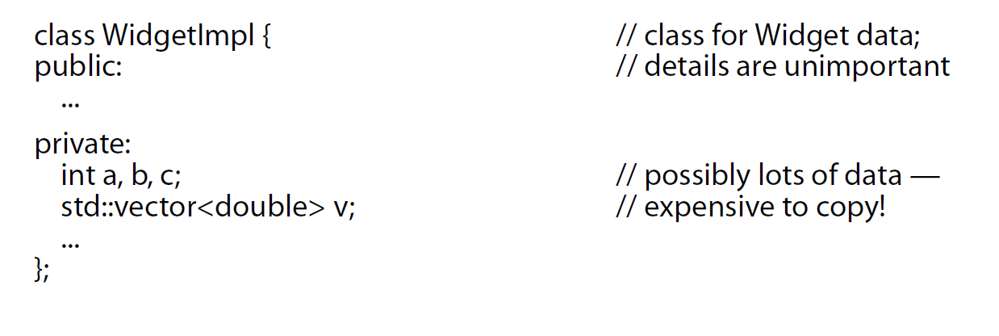 class WidgetImpl { // class for Widget data;
public: // details are unimportant
...
private:
int a, b, c; // possibly lots of data —
std::vector<double> v; // expensive to copy!
...
};